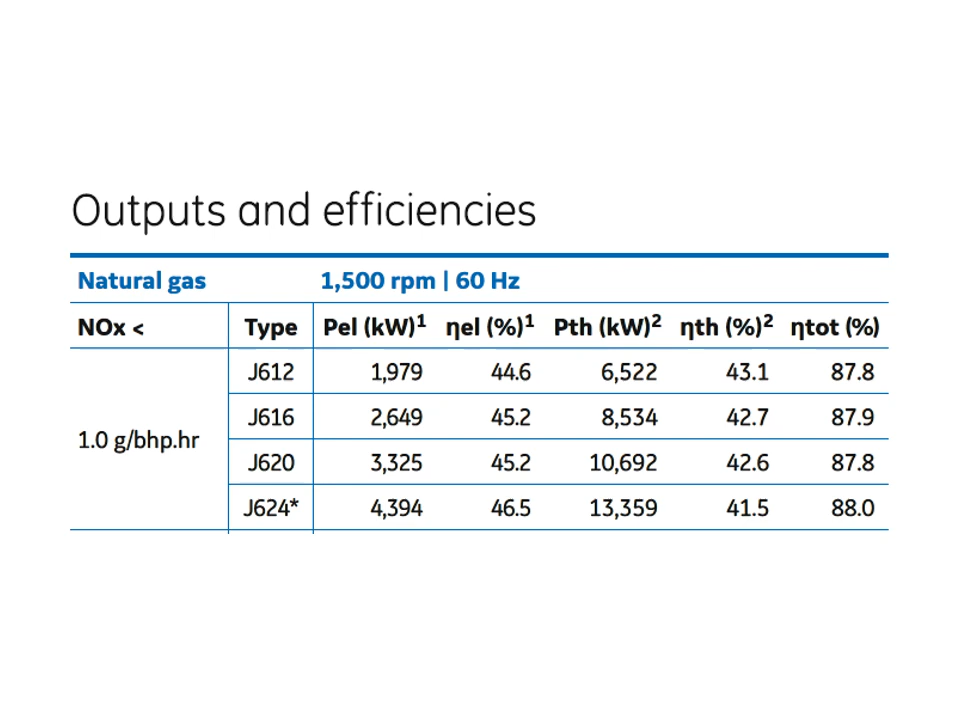 Outputs and efficiencies
Natural gas 1,500 rpm | 60 Hz
NOx < Type Pel (kW)1 ηel (%)1 Pth (kW)2 ηth (%)2 ηtot (%)
J612 1,979 44.6 6,522 43.1 87.8
J616 2,649 45.2 8,534 42.7 87.9
1.0 g/bhp.hr
J620 3,325 45.2 10,692 42.6 87.8
J624* 4,394 46.5 13,359 41.5 88.0